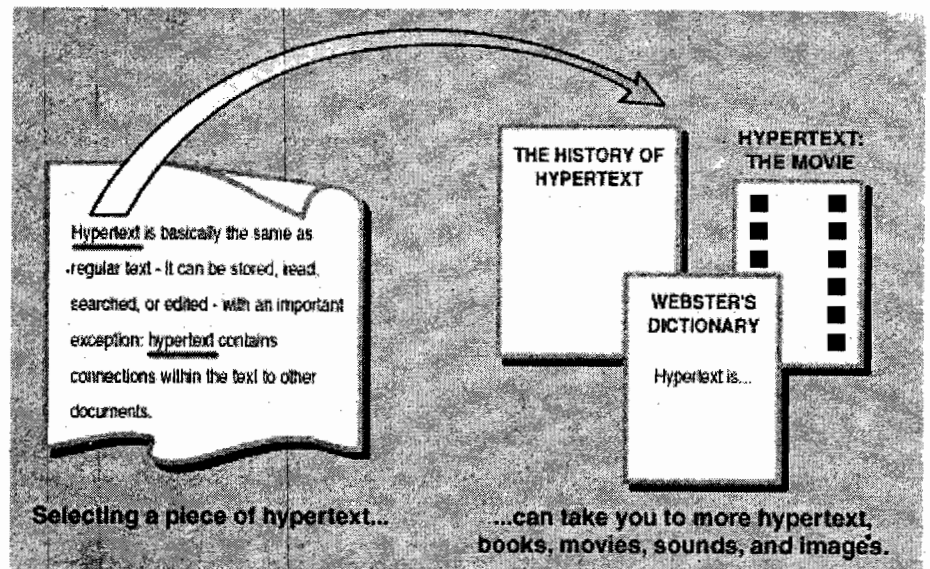 Hypertext is basically the same as
regular text - it can be stored, read,
searched, or edited - with an important
exception: hypertext contains
connections within the text to other
documents.
Selecting a piece of hypertext...
THE HISTORY OF
HYPERTEXT
HYPERTEXT:
THE MOVIE
WEBSTER'S
DICTIONARY
Hypertext is...
...can take you to more hypertext,
books, movies, sounds, and images.